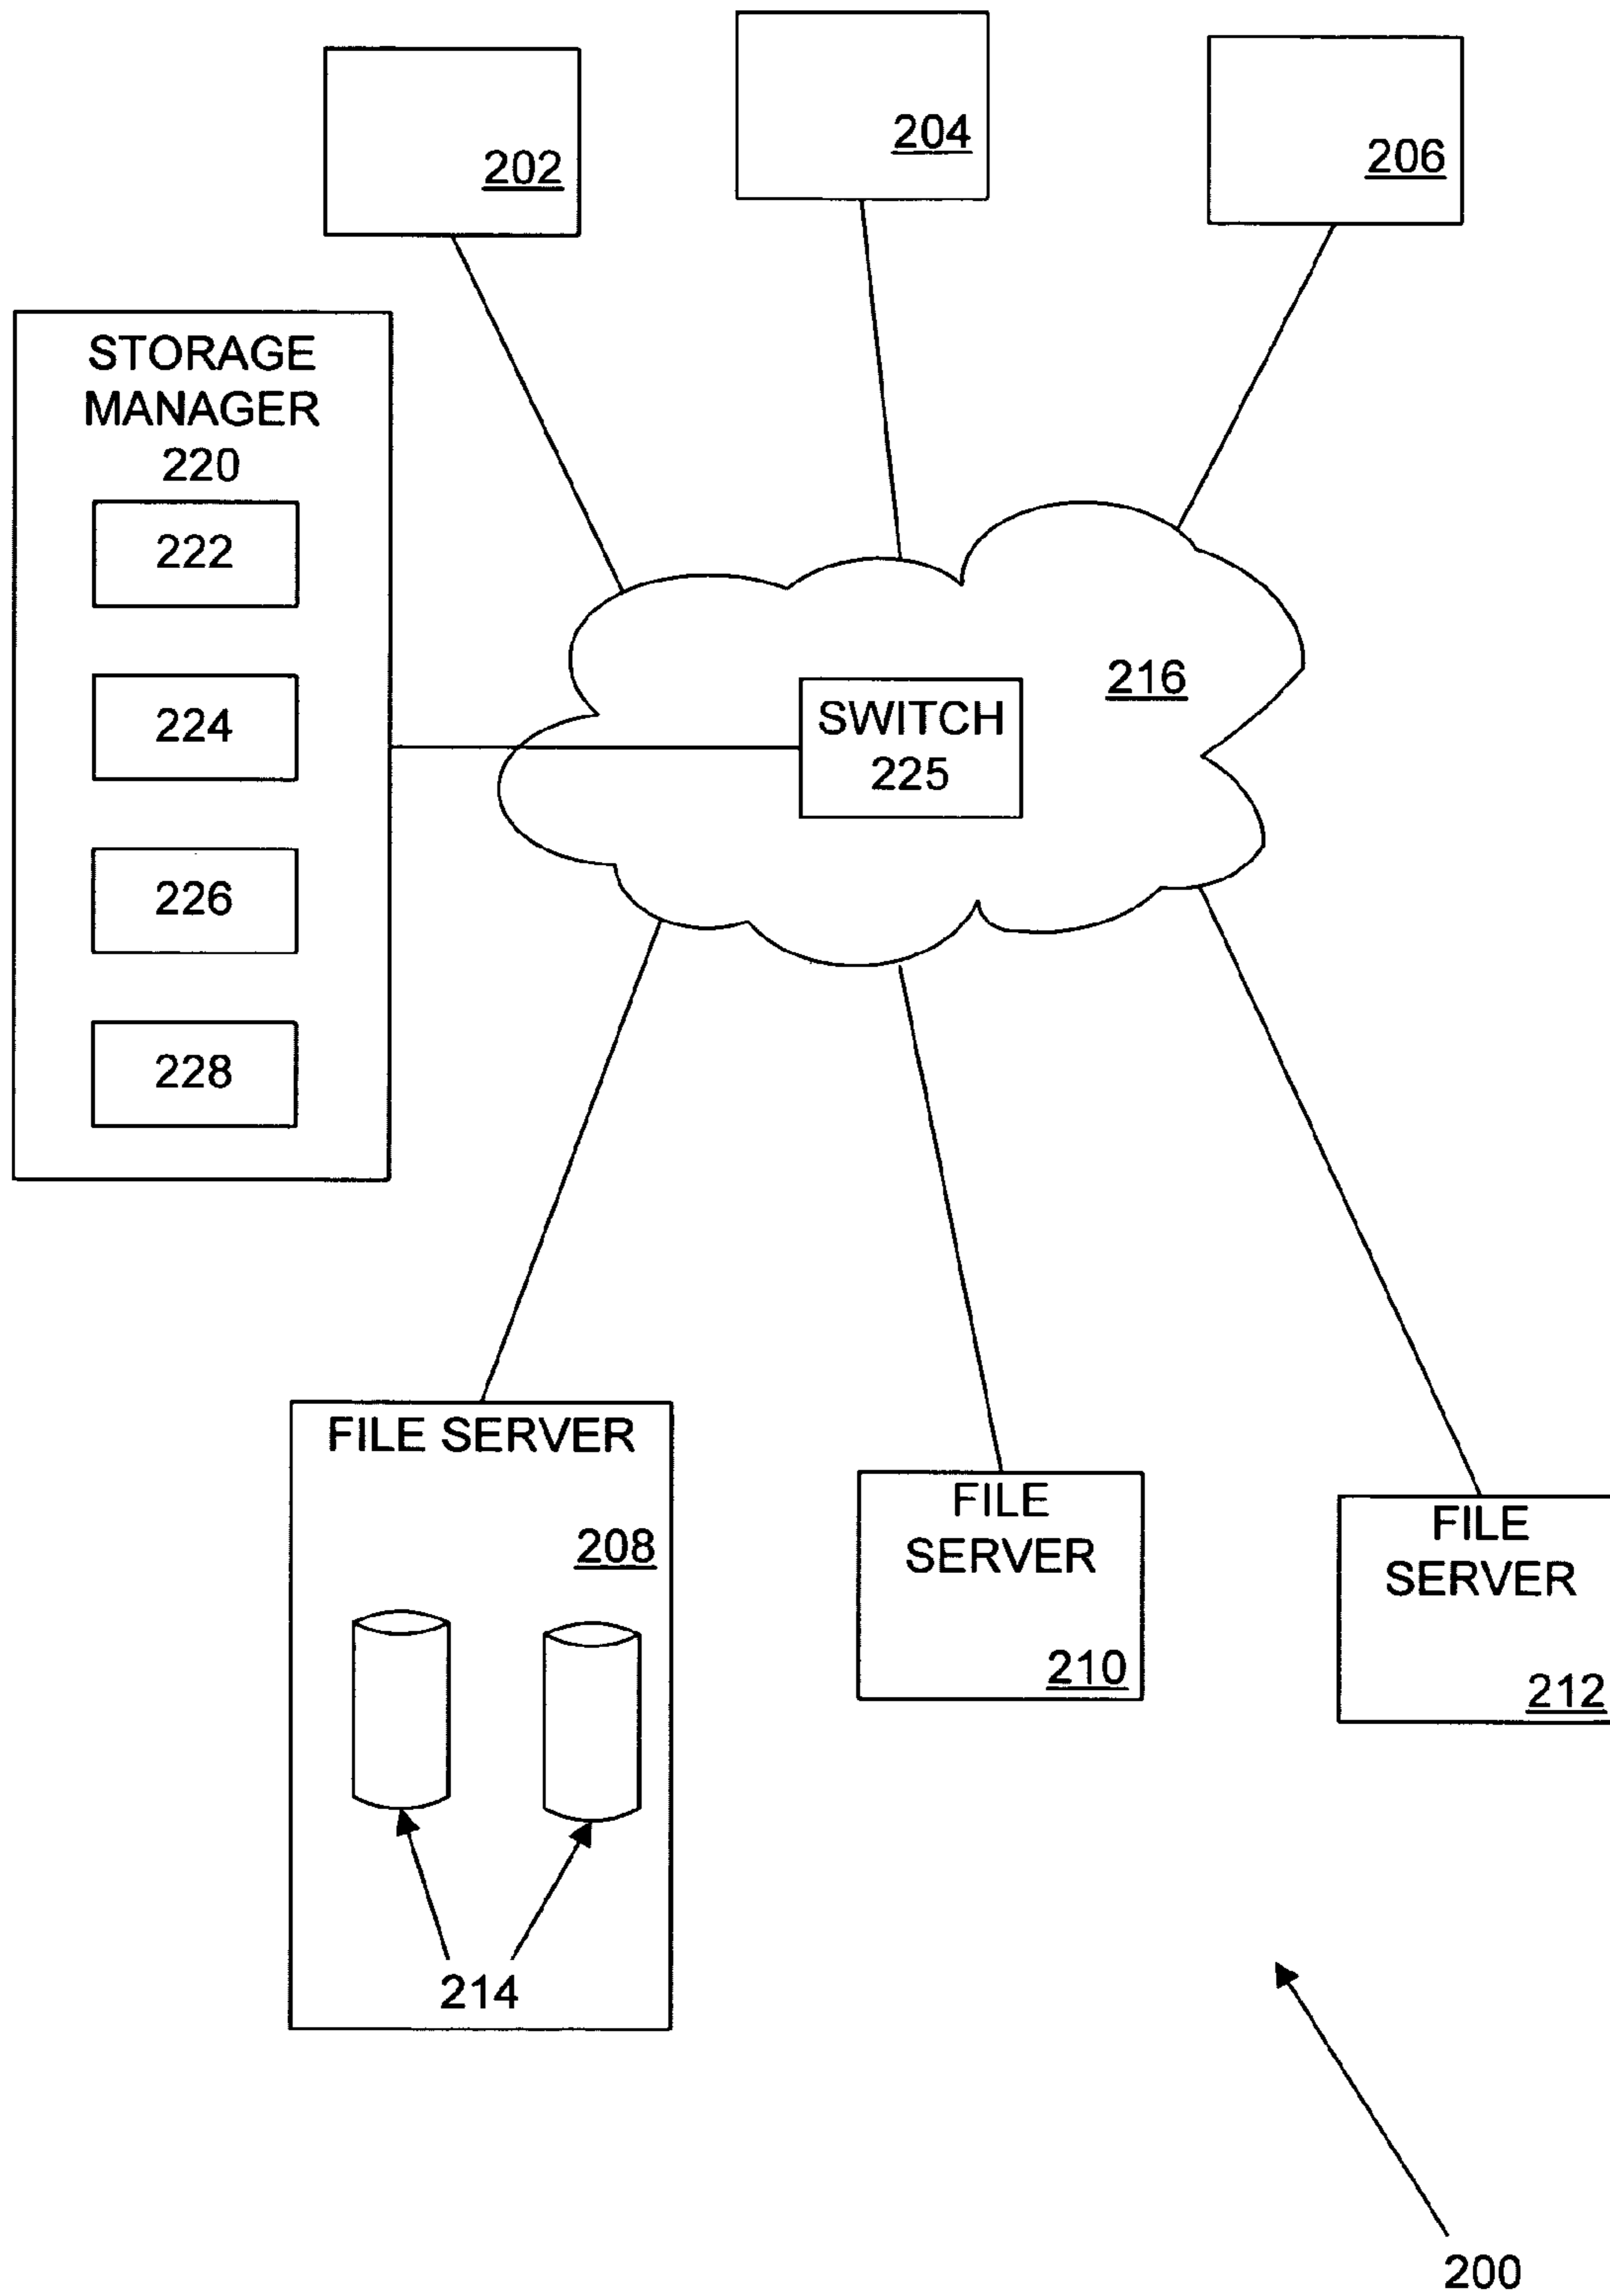 204
202
206
STORAGE
MANAGER
220
222
224
226
228
216
SWITCH
225
FILE SERVER
208
214
FILE
SERVER
210
FILE
SERVER
212
200